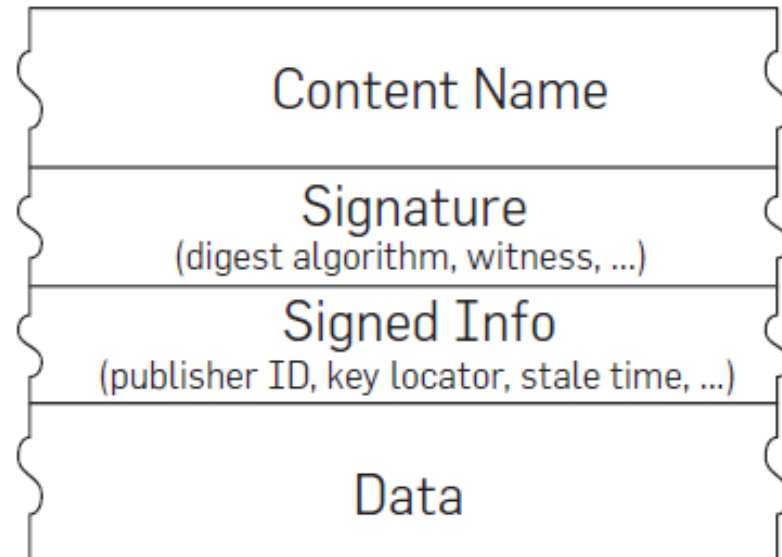 Content Name
Signature
(digest algorithm, witness, ...)
Signed Info
(publisher ID, key locator, stale time, ...)
Data